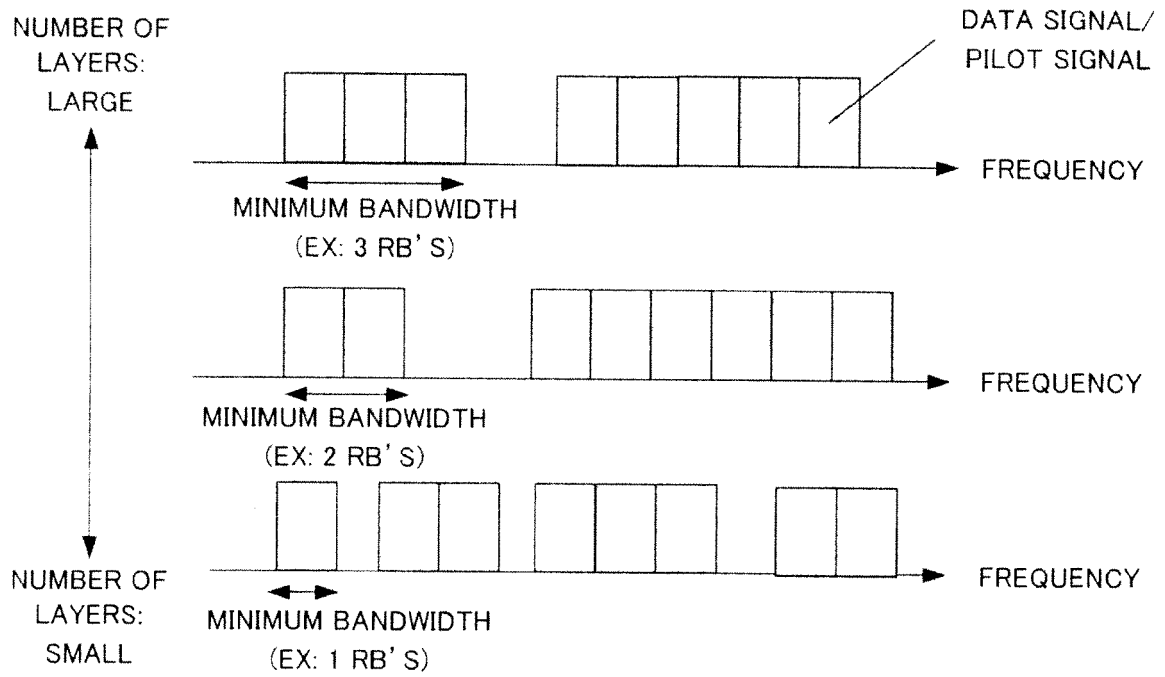 NUMBER OF
LAYERS:
LARGE
DATA SIGNAL/
PILOT SIGNAL
FREQUENCY
MINIMUM BANDWIDTH
(EX: 3 RB'S)
FREQUENCY
MINIMUM BANDWIDTH
(EX: 2 RB'S)
FREQUENCY
NUMBER OF
LAYERS:
SMALL
MINIMUM BANDWIDTH
(EX: 1 RB'S)